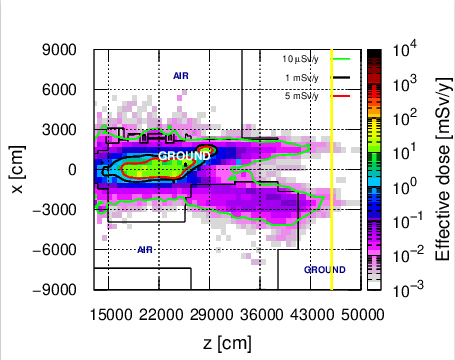 9000
6000
3000
0
−3000
−6000
−9000
x [cm]
15000 22000 29000 36000 43000 50000
z [cm]
AIR
GROUND
AIR
GROUND
10 μSv/y
1 mSv/y
5 mSv/y
10⁴
10³
10²
10¹
10⁰
10⁻¹
10⁻²
10⁻³
Effective dose [mSv/y]